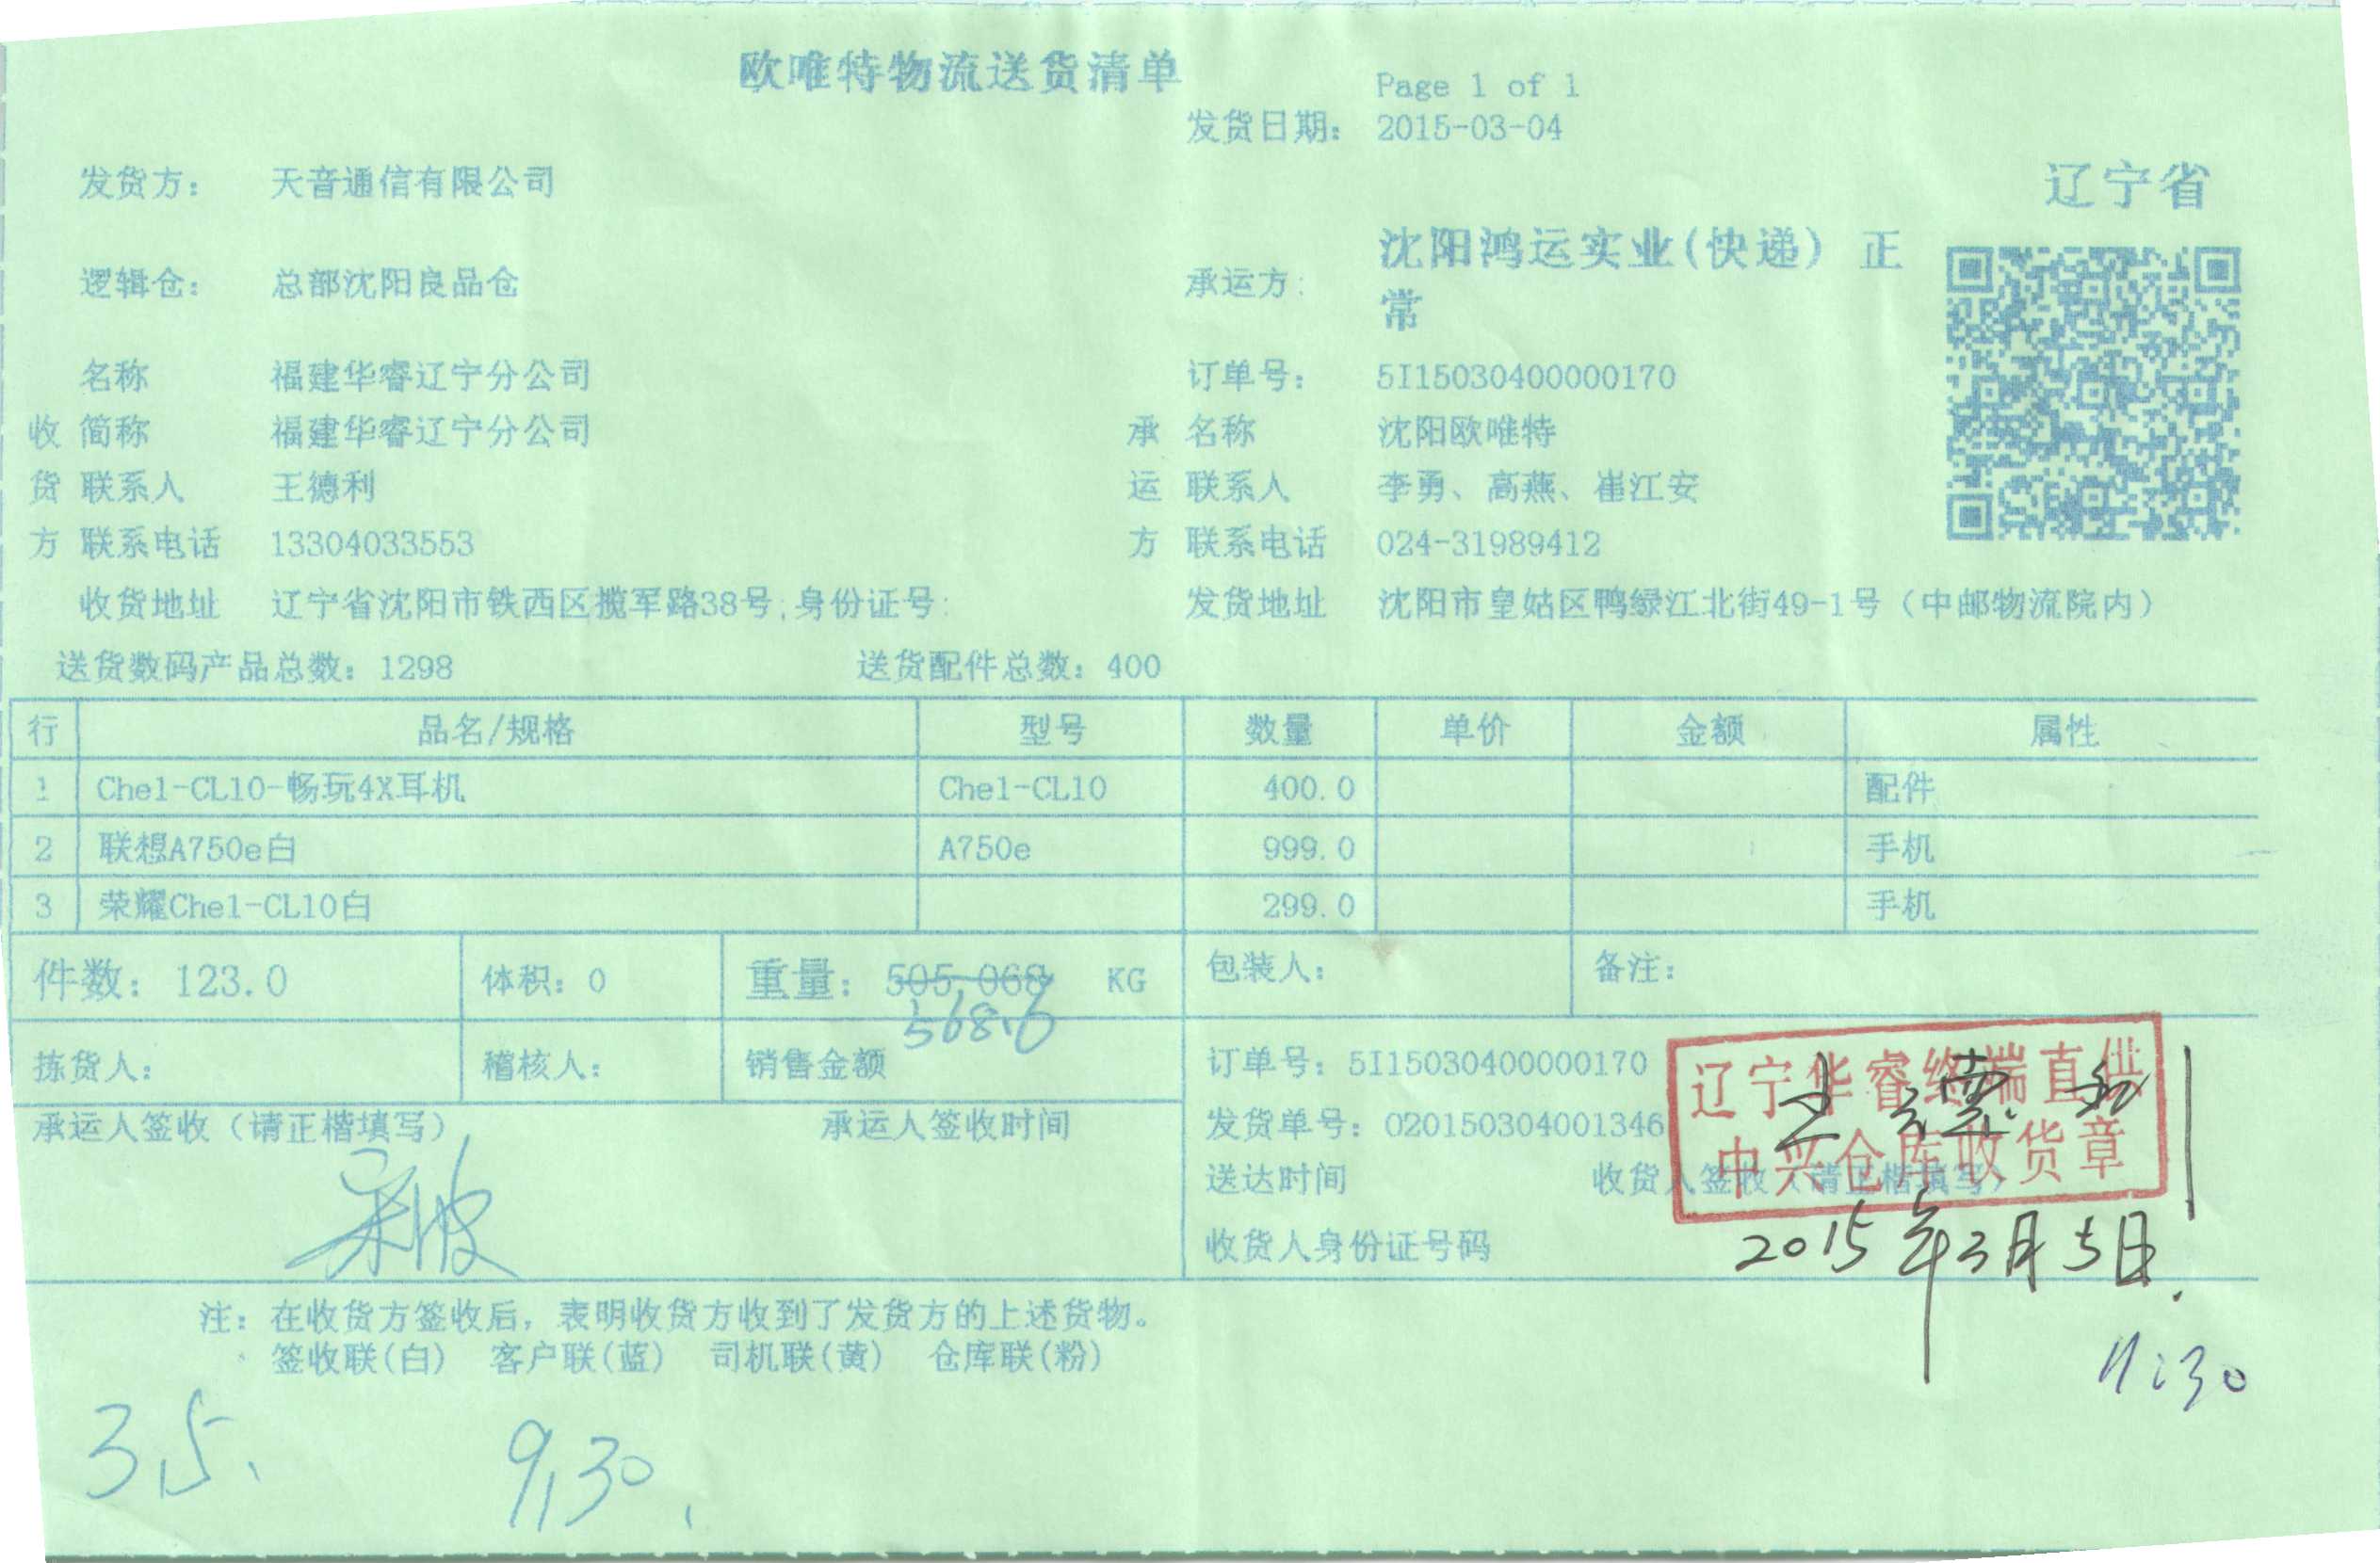 欧唯特物流送货清单
Page 1 of 1
发货日期： 2015-03-04
发货方： 天音通信有限公司
辽宁省
逻辑仓： 总部沈阳良品仓
承运方： 沈阳鸿运实业(快递) 正
常
名称 福建华睿辽宁分公司 订单号： 5I15030400000170
收 简称 福建华睿辽宁分公司 承 名称 沈阳欧唯特
货 联系人 王德利 运 联系人 李勇、高燕、崔江安
方 联系电话 13304033553 方 联系电话 024-31989412
收货地址 辽宁省沈阳市铁西区揽军路38号,身份证号: 发货地址 沈阳市皇姑区鸭绿江北街49-1号（中邮物流院内）
送货数码产品总数：1298 送货配件总数：400
行 品名/规格 型号 数量 单价 金额 属性
1 Che1-CL10-畅玩4X耳机 Che1-CL10 400.0 配件
2 联想A750e白 A750e 999.0 手机
3 荣耀Che1-CL10白 299.0 手机
件数：123.0 体积：0 重量：505.068 KG 包装人： 备注：
568.6
拣货人： 稽核人： 销售金额 订单号：5I15030400000170
辽宁华睿终端直供
中兴仓库收货章
承运人签收（请正楷填写） 承运人签收时间 发货单号：020150304001346
送达时间 收货人签收（请正楷填写）
收货人身份证号码
2015年3月5日
注：在收货方签收后，表明收货方收到了发货方的上述货物。
签收联(白) 客户联(蓝) 司机联(黄) 仓库联(粉)
11:30
3.5. 9.30.